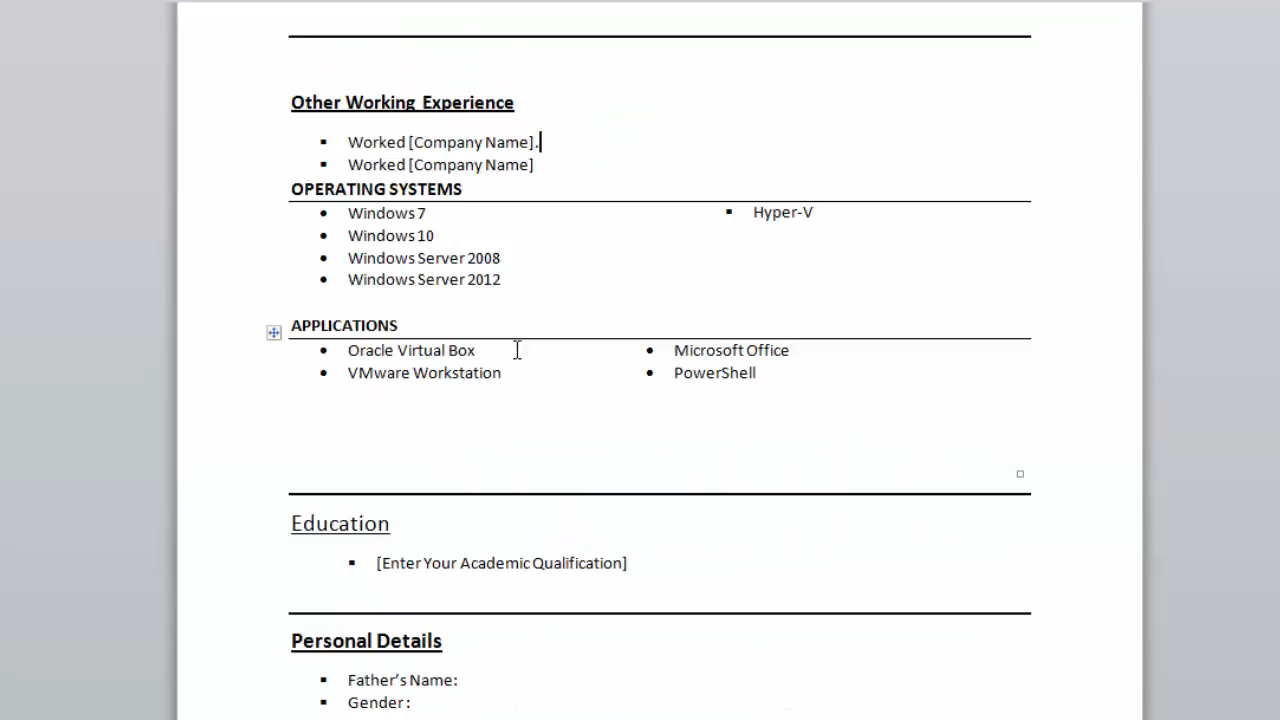 Other Working Experience
Worked [Company Name].
Worked [Company Name]
OPERATING SYSTEMS
Windows 7
Windows 10
Windows Server 2008
Windows Server 2012
Hyper-V
APPLICATIONS
Oracle Virtual Box
VMware Workstation
Microsoft Office
PowerShell
Education
[Enter Your Academic Qualification]
Personal Details
Father’s Name:
Gender: